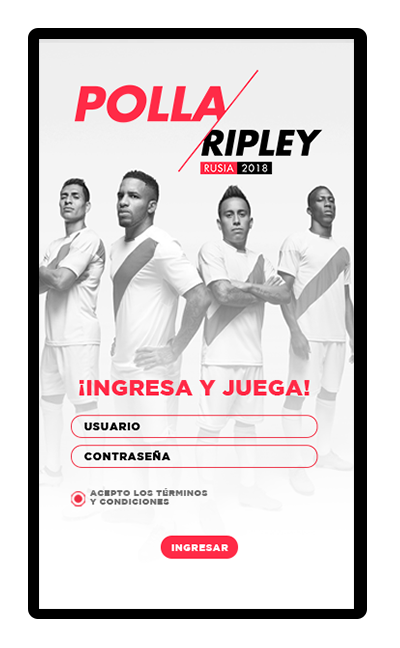 POLLA
RIPLEY
RUSIA 2018
¡INGRESA Y JUEGA!
USUARIO
CONTRASEÑA
ACEPTO LOS TÉRMINOS
Y CONDICIONES
INGRESAR